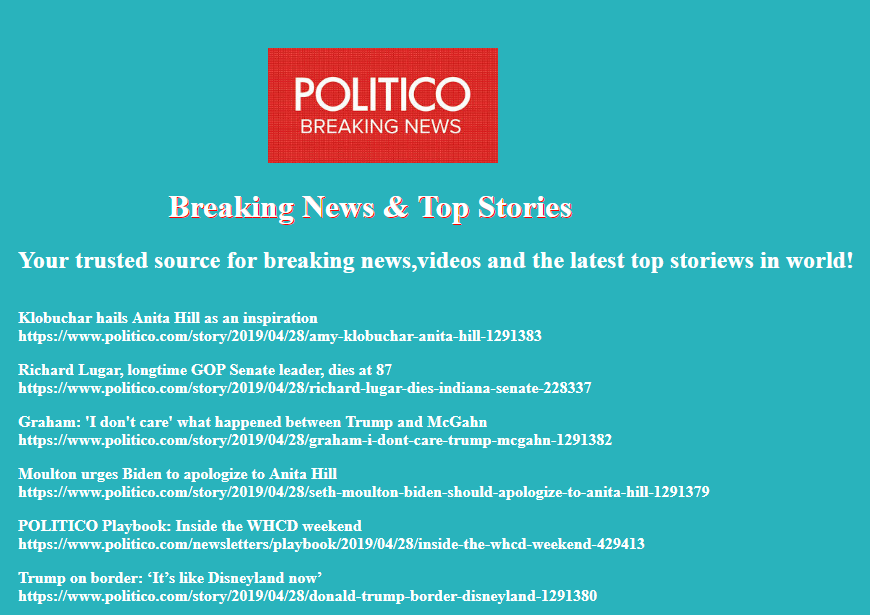 POLITICO
BREAKING NEWS
Breaking News & Top Stories
Your trusted source for breaking news,videos and the latest top storiews in world!
Klobuchar hails Anita Hill as an inspiration
https://www.politico.com/story/2019/04/28/amy-klobuchar-anita-hill-1291383
Richard Lugar, longtime GOP Senate leader, dies at 87
https://www.politico.com/story/2019/04/28/richard-lugar-dies-indiana-senate-228337
Graham: 'I don't care' what happened between Trump and McGahn
https://www.politico.com/story/2019/04/28/graham-i-dont-care-trump-mcgahn-1291382
Moulton urges Biden to apologize to Anita Hill
https://www.politico.com/story/2019/04/28/seth-moulton-biden-should-apologize-to-anita-hill-1291379
POLITICO Playbook: Inside the WHCD weekend
https://www.politico.com/newsletters/playbook/2019/04/28/inside-the-whcd-weekend-429413
Trump on border: ‘It’s like Disneyland now’
https://www.politico.com/story/2019/04/28/donald-trump-border-disneyland-1291380